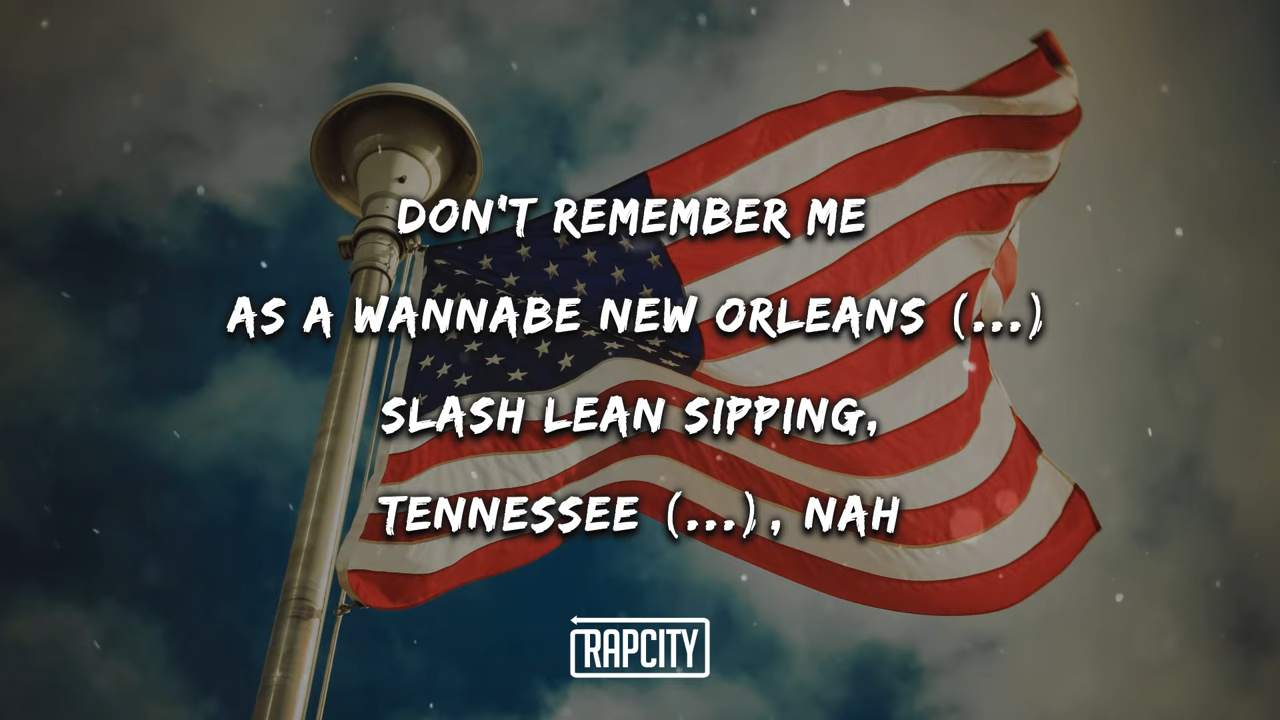 DON'T REMEMBER ME
AS A WANNABE NEW ORLEANS (...)
SLASH LEAN SIPPING,
TENNESSEE (...), NAH
RAPCITY